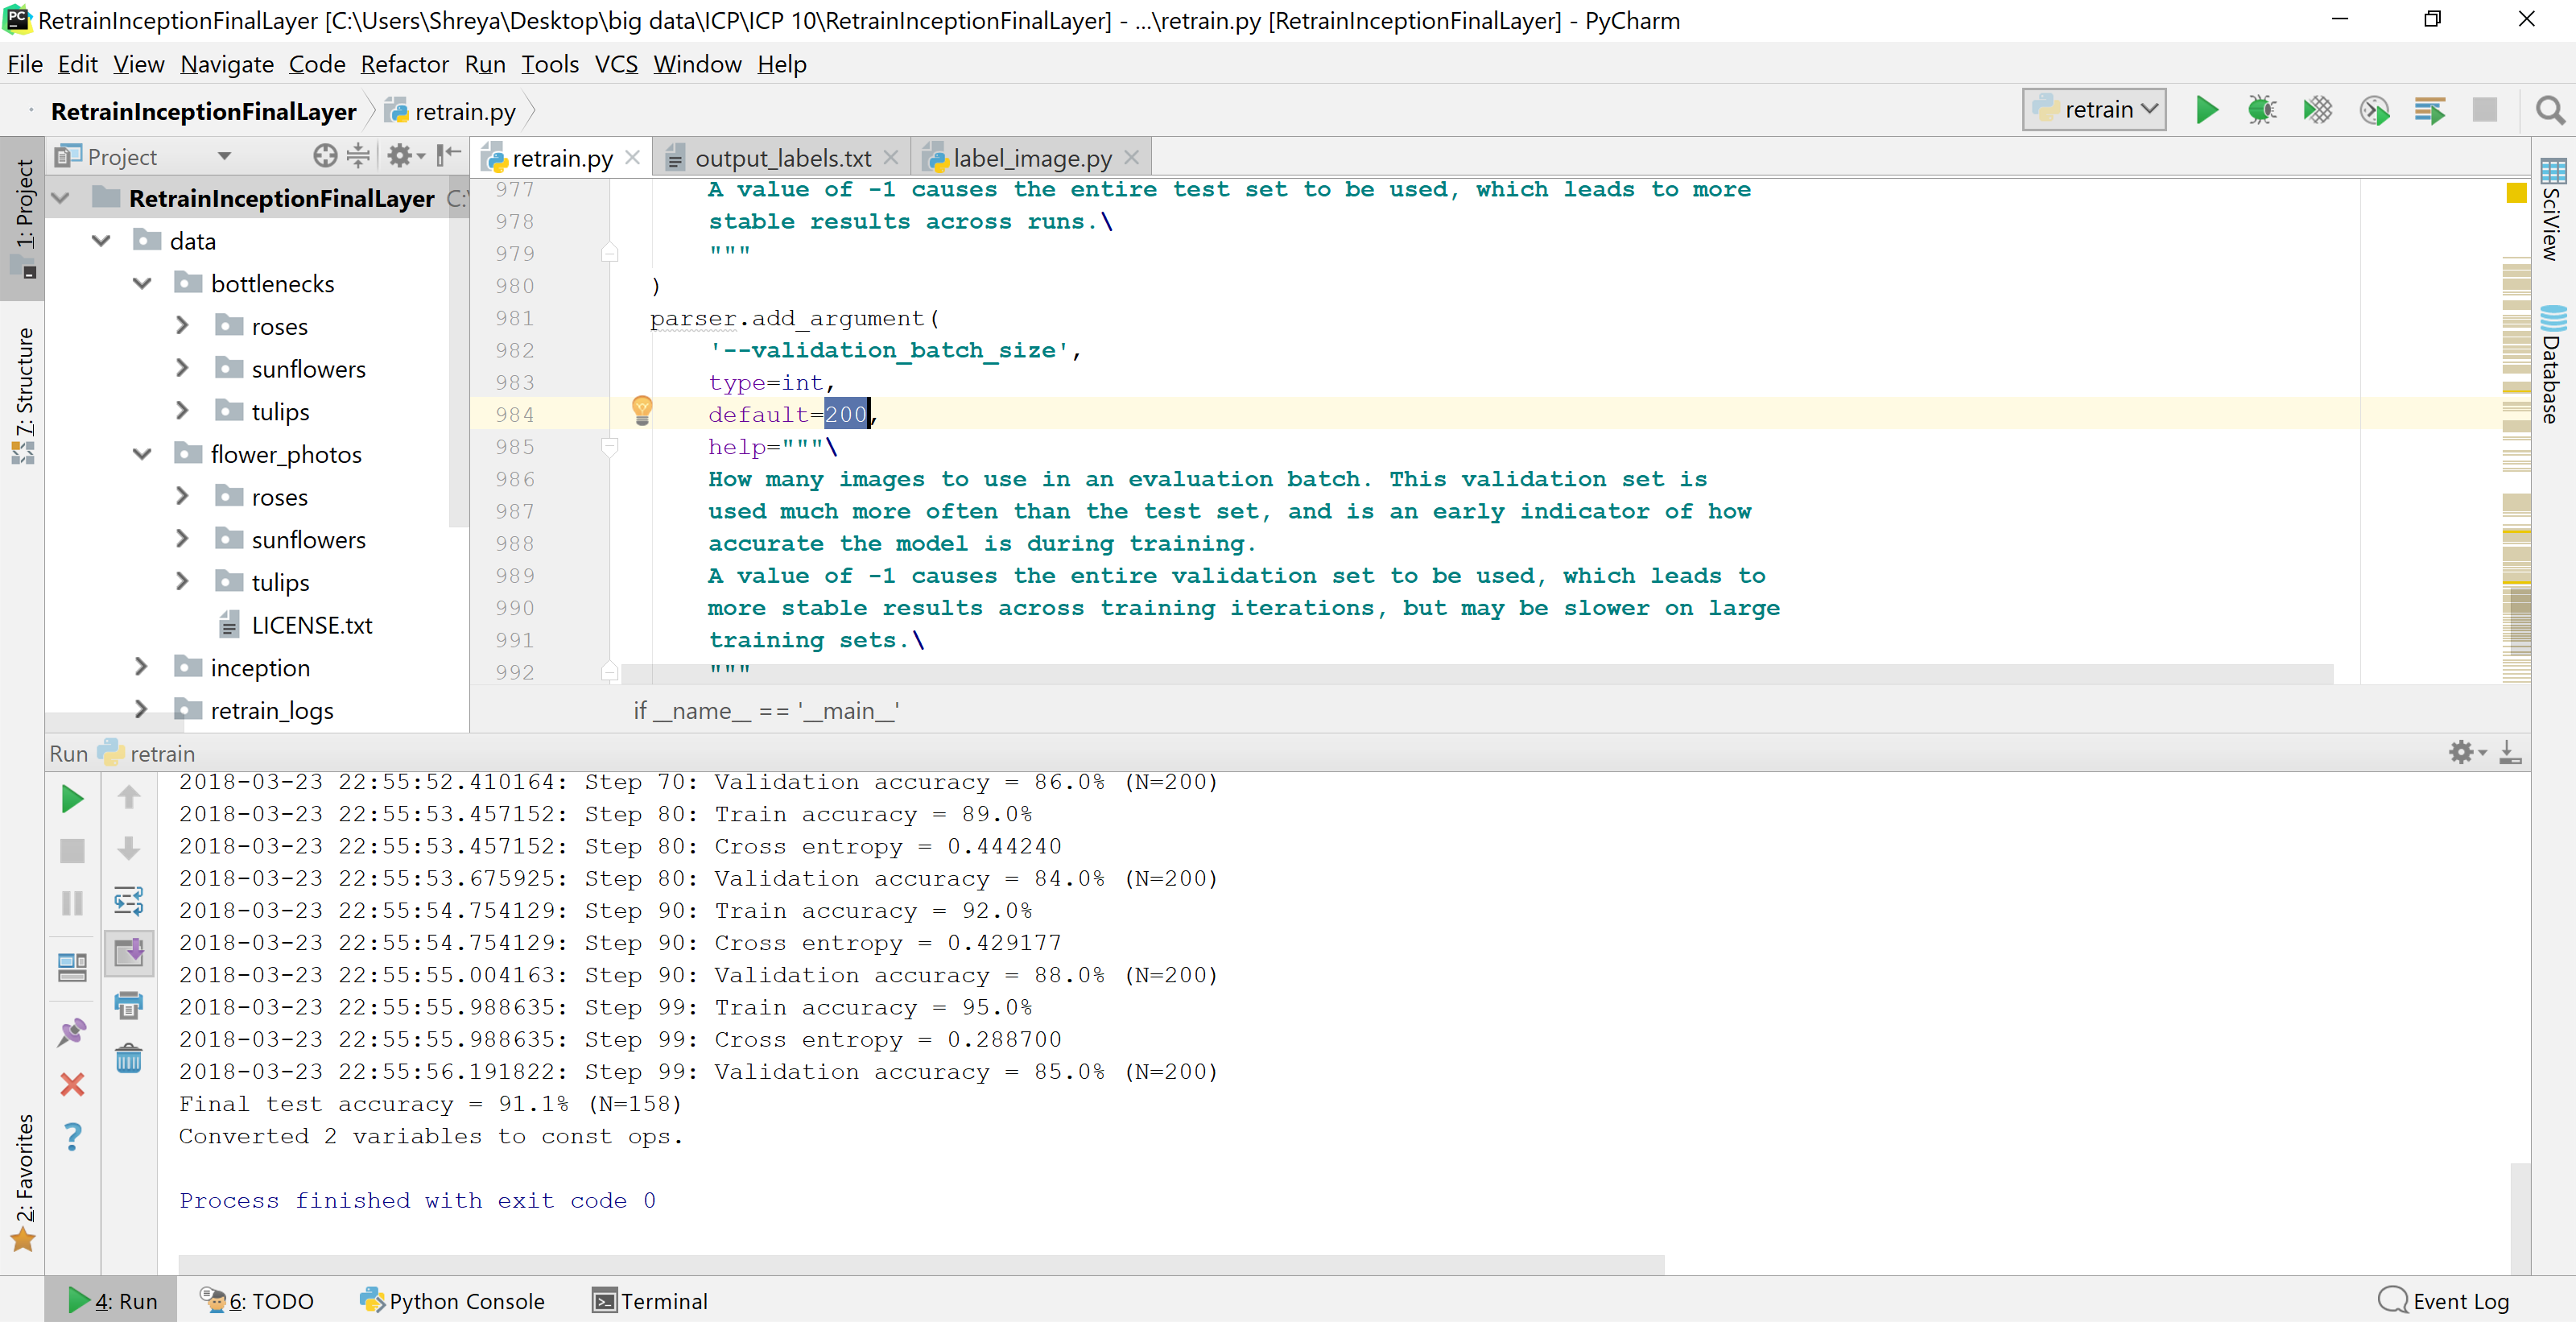 RetrainInceptionFinalLayer [C:\Users\Shreya\Desktop\big data\ICP\ICP 10\RetrainInceptionFinalLayer] - ...\retrain.py [RetrainInceptionFinalLayer] - PyCharm
File Edit View Navigate Code Refactor Run Tools VCS Window Help
RetrainInceptionFinalLayer retrain.py
retrain
Project
retrain.py output_labels.txt label_image.py
1: Project
7: Structure
2: Favorites
RetrainInceptionFinalLayer C:\
data
bottlenecks
roses
sunflowers
tulips
flower_photos
roses
sunflowers
tulips
LICENSE.txt
inception
retrain_logs
977 A value of -1 causes the entire test set to be used, which leads to more
978 stable results across runs.\
979 """
980 )
981 parser.add_argument(
982 '--validation_batch_size',
983 type=int,
984 default=200,
985 help="""\
986 How many images to use in an evaluation batch. This validation set is
987 used much more often than the test set, and is an early indicator of how
988 accurate the model is during training.
989 A value of -1 causes the entire validation set to be used, which leads to
990 more stable results across training iterations, but may be slower on large
991 training sets.\
992 """
if __name__ == '__main__'
SciView
Database
Run retrain
2018-03-23 22:55:52.410164: Step 70: Validation accuracy = 86.0% (N=200)
2018-03-23 22:55:53.457152: Step 80: Train accuracy = 89.0%
2018-03-23 22:55:53.457152: Step 80: Cross entropy = 0.444240
2018-03-23 22:55:53.675925: Step 80: Validation accuracy = 84.0% (N=200)
2018-03-23 22:55:54.754129: Step 90: Train accuracy = 92.0%
2018-03-23 22:55:54.754129: Step 90: Cross entropy = 0.429177
2018-03-23 22:55:55.004163: Step 90: Validation accuracy = 88.0% (N=200)
2018-03-23 22:55:55.988635: Step 99: Train accuracy = 95.0%
2018-03-23 22:55:55.988635: Step 99: Cross entropy = 0.288700
2018-03-23 22:55:56.191822: Step 99: Validation accuracy = 85.0% (N=200)
Final test accuracy = 91.1% (N=158)
Converted 2 variables to const ops.
Process finished with exit code 0
4: Run 6: TODO Python Console Terminal Event Log